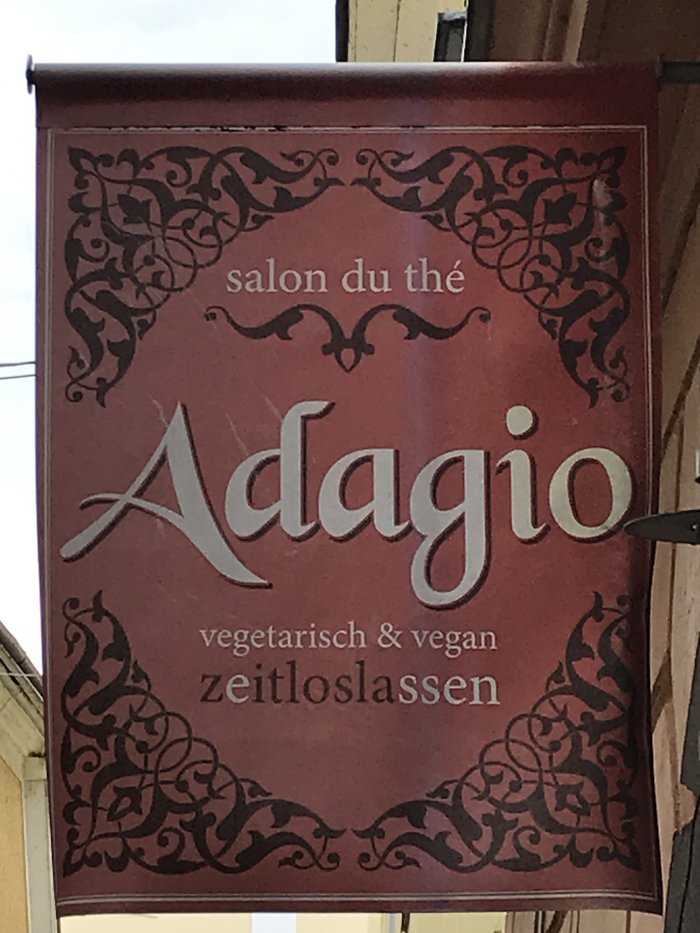 salon du thé
Adagio
vegetarisch & vegan
zeitloslassen